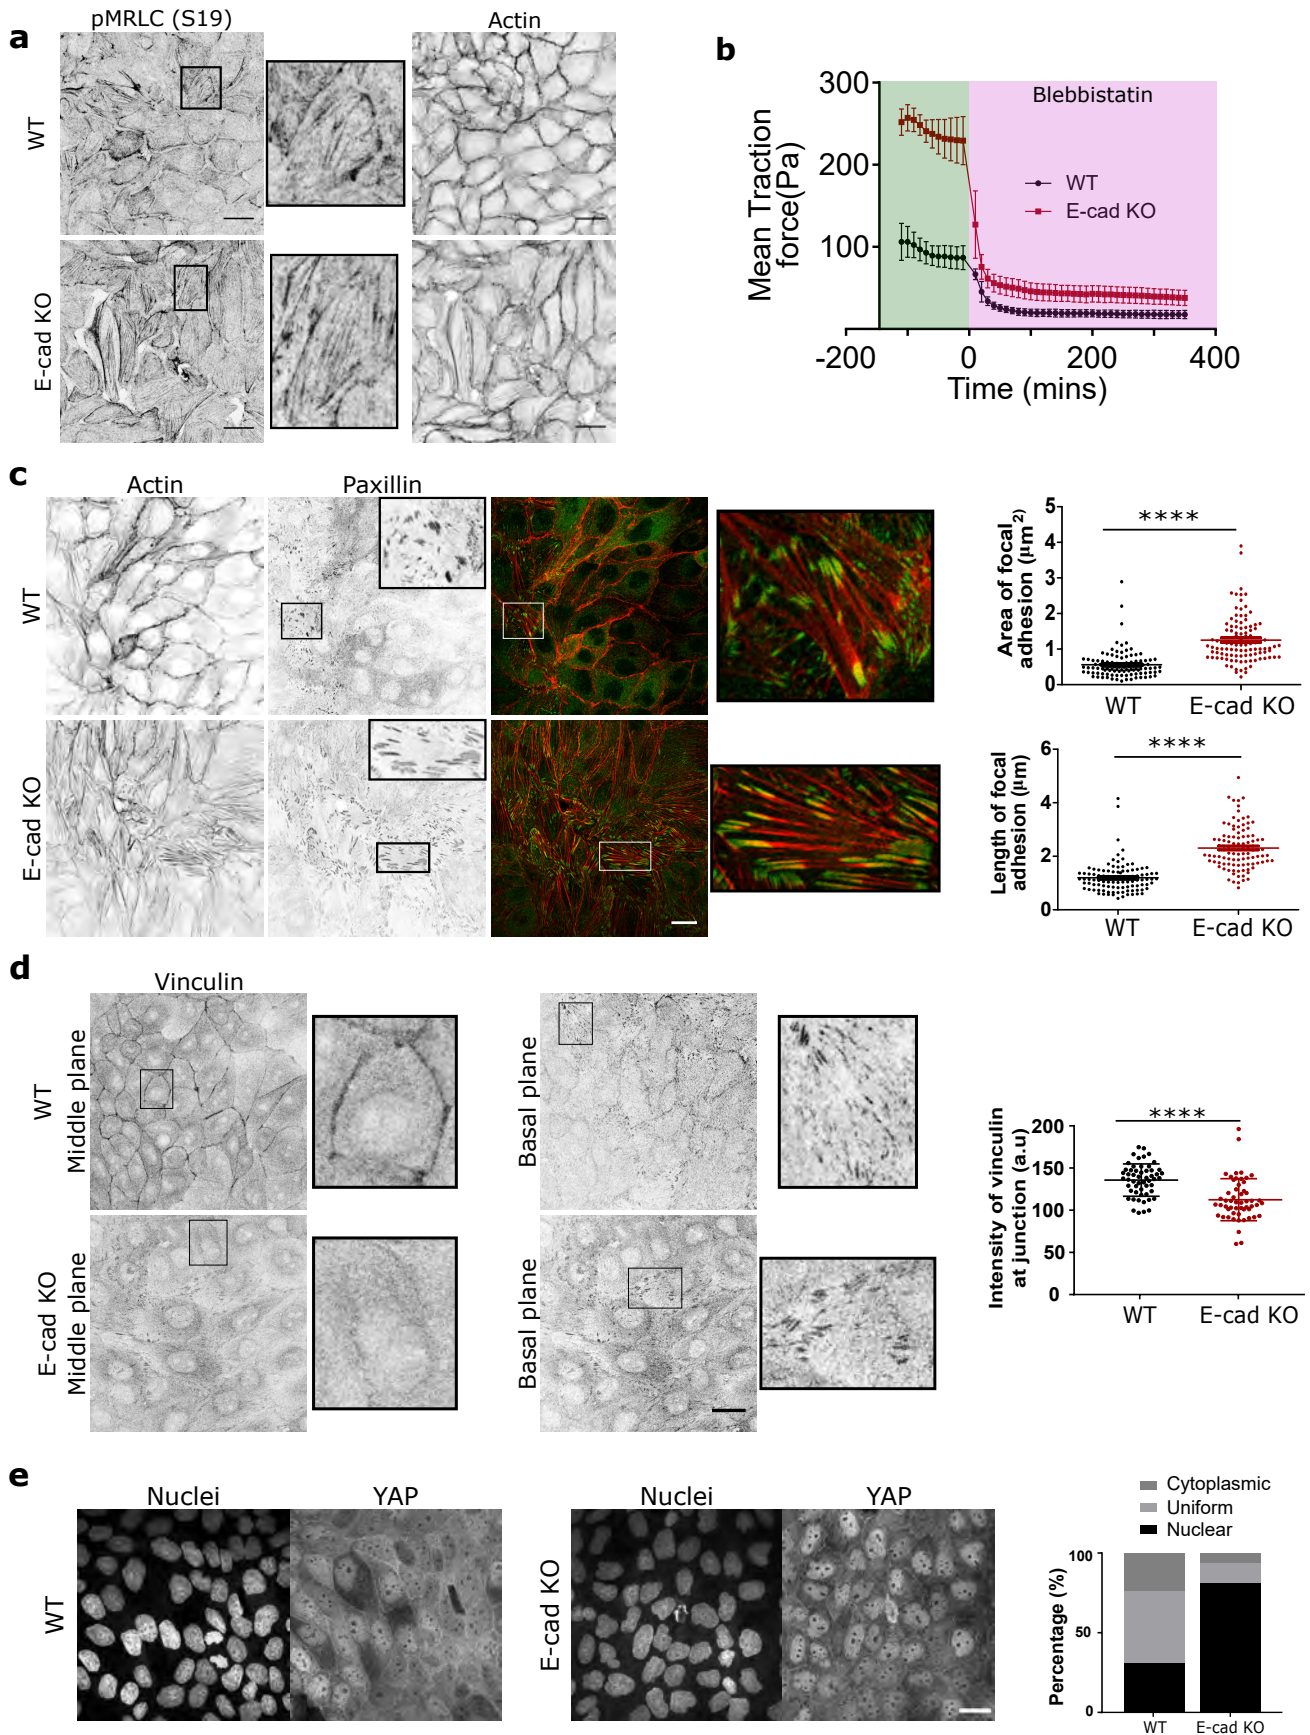 a
pMRLC (S19)
Actin
WT
E-cad KO
b
Mean Traction
force(Pa)
300
200
100
Blebbistatin
WT
E-cad KO
-200
0
200
400
Time (mins)
c
Actin
Paxillin
WT
E-cad KO
Area of focal
adhesion (μm²)
5
4
3
2
1
0
****
WT
E-cad KO
Length of focal
adhesion (μm)
6
4
2
0
****
WT
E-cad KO
d
Vinculin
WT
Middle plane
Basal plane
E-cad KO
Middle plane
Basal plane
Intensity of vinculin
at junction (a.u)
200
150
100
50
0
****
WT
E-cad KO
e
Nuclei
YAP
WT
Nuclei
YAP
E-cad KO
Cytoplasmic
Uniform
Nuclear
Percentage (%)
100
50
0
WT
E-cad KO